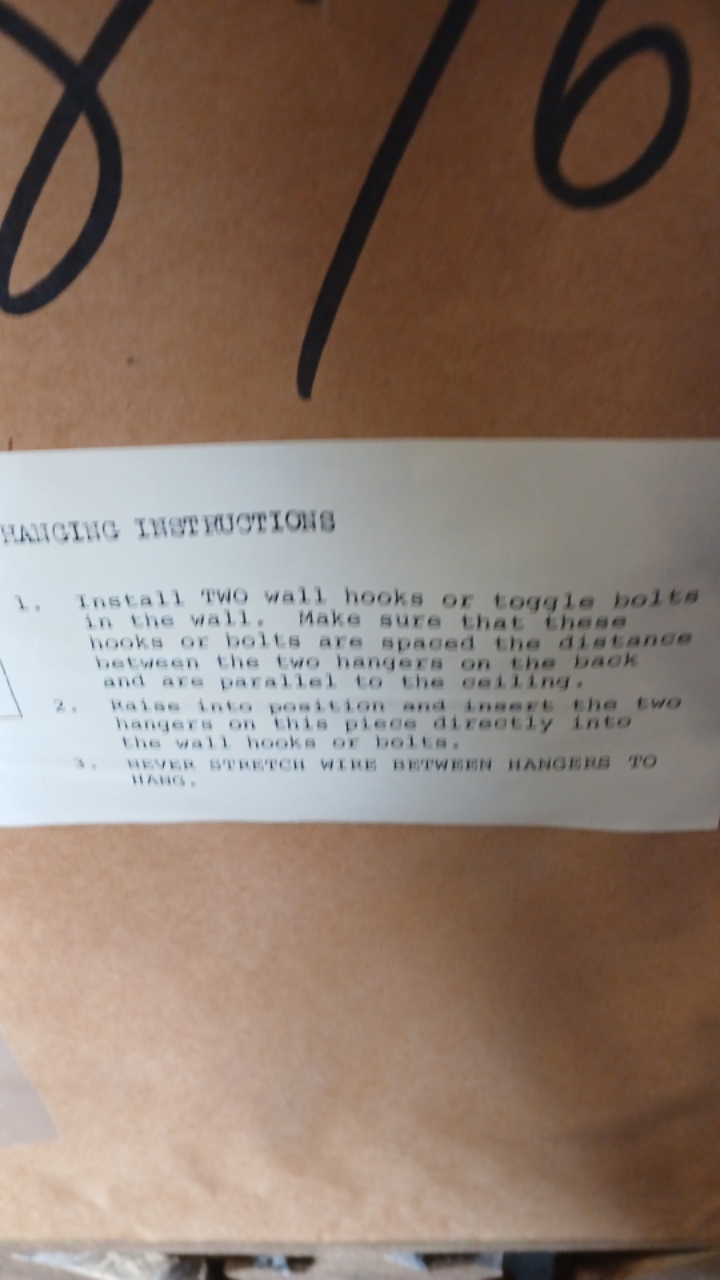 8 76
HANGING INSTRUCTIONS
1. Install TWO wall hooks or toggle bolts
in the wall. Make sure that these
hooks or bolts are spaced the distance
between the two hangers on the back
and are parallel to the ceiling.
2. Raise into position and insert the two
hangers on this piece directly into
the wall hooks or bolts.
3. NEVER STRETCH WIRE BETWEEN HANGERS TO
HANG.